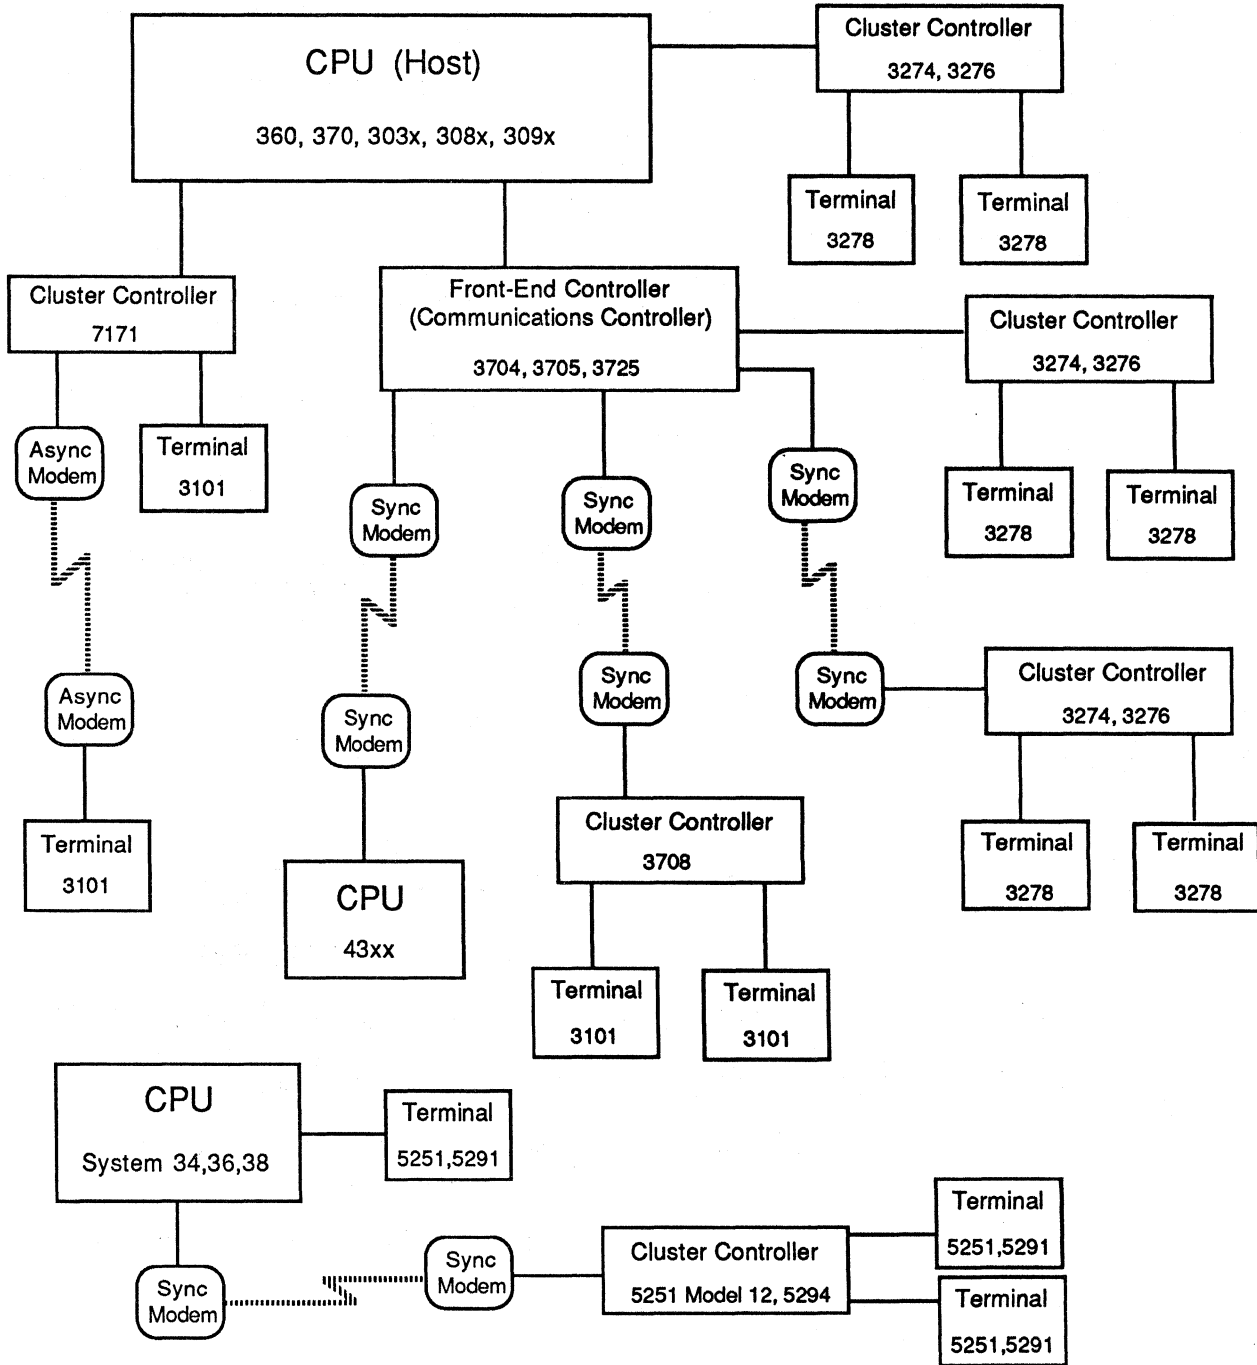 CPU (Host)
360, 370, 303x, 308x, 309x
Cluster Controller
3274, 3276
Terminal
3278
Terminal
3278
Cluster Controller
7171
Front-End Controller
(Communications Controller)
3704, 3705, 3725
Cluster Controller
3274, 3276
Async
Modem
Terminal
3101
Sync
Modem
Sync
Modem
Sync
Modem
Terminal
3278
Terminal
3278
Async
Modem
Sync
Modem
Sync
Modem
Sync
Modem
Cluster Controller
3274, 3276
Terminal
3101
CPU
43xx
Cluster Controller
3708
Terminal
3278
Terminal
3278
Terminal
3101
Terminal
3101
CPU
System 34,36,38
Terminal
5251,5291
Sync
Modem
Sync
Modem
Cluster Controller
5251 Model 12, 5294
Terminal
5251,5291
Terminal
5251,5291